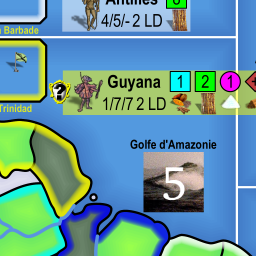 Antilles 6
4/5/- 2 LD
Barbade
Guyana 1 2 1
1/7/7 2 LD
?
Trinidad
Golfe d'Amazonie
5